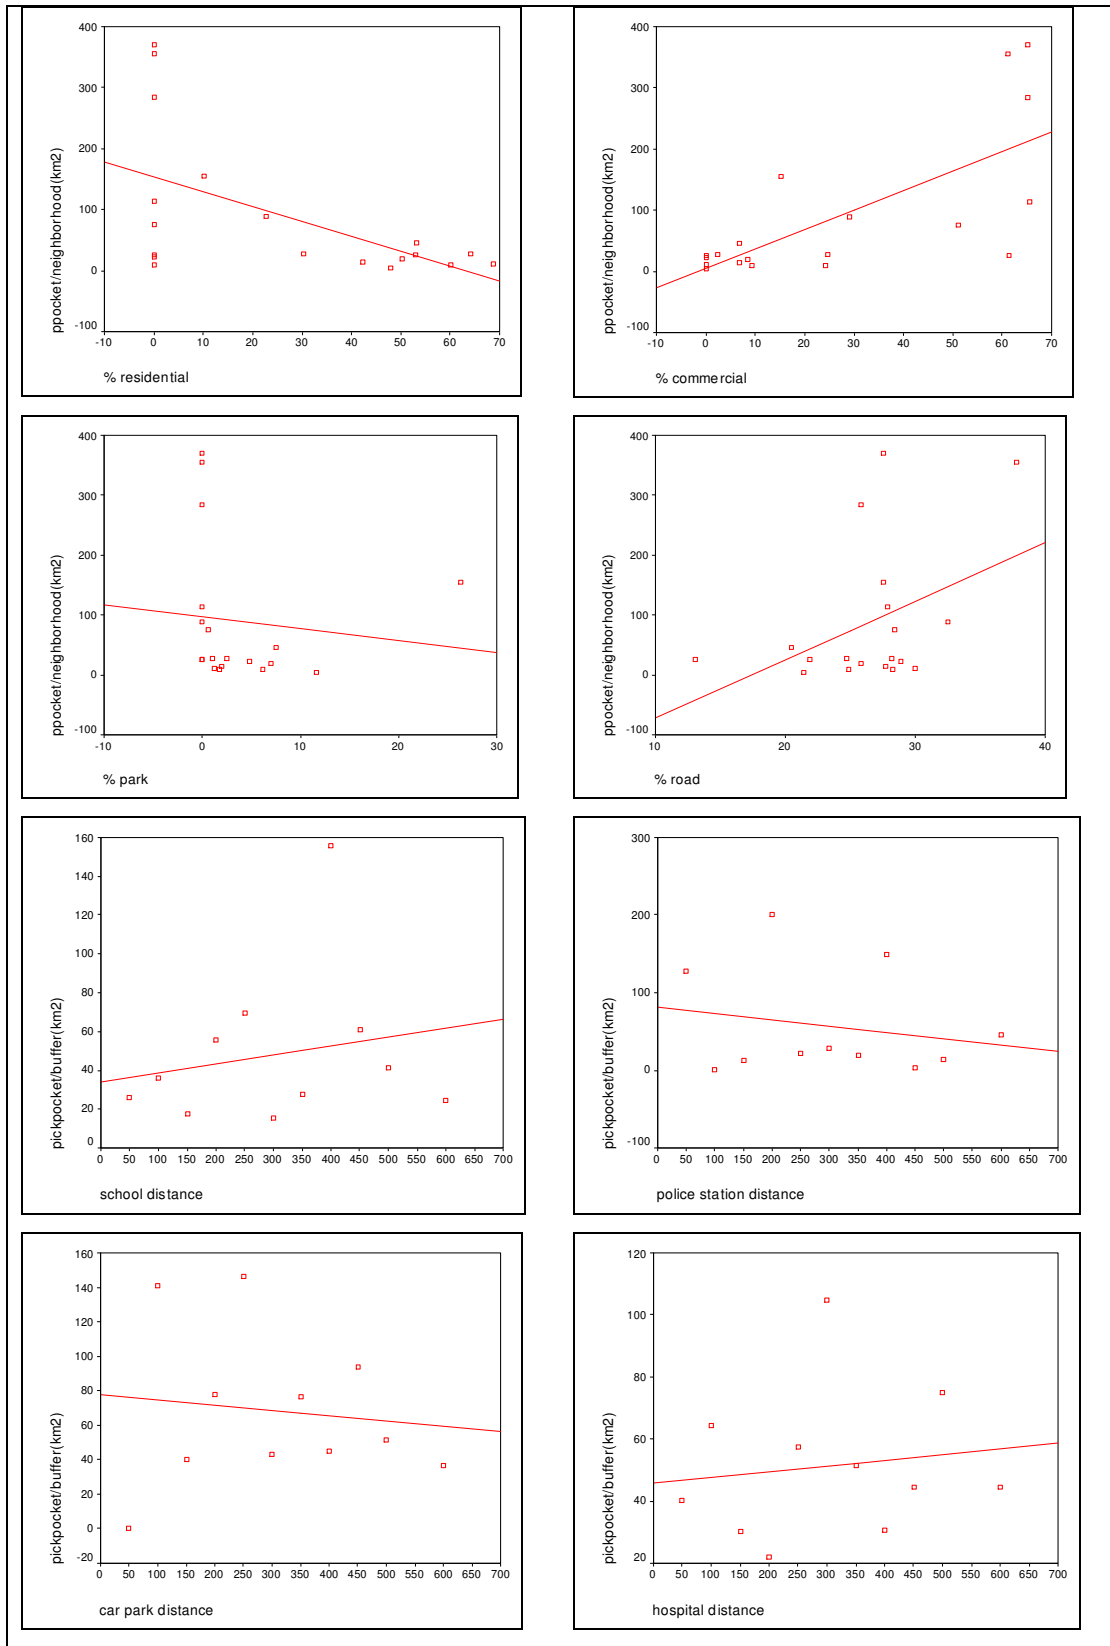 400
300
200
100
0
-100
ppocket/neighborhood(km2)
-10 0 10 20 30 40 50 60 70
% residential
400
300
200
100
0
-100
ppocket/neighborhood(km2)
-10 0 10 20 30 40 50 60 70
% commercial
400
300
200
100
0
-100
ppocket/neighborhood(km2)
-10 0 10 20 30
% park
400
300
200
100
0
-100
ppocket/neighborhood(km2)
10 20 30 40
% road
160
140
120
100
80
60
40
20
0
pickpocket/buffer(km2)
0 50 100 150 200 250 300 350 400 450 500 550 600 650 700
school distance
300
200
100
0
-100
pickpocket/buffer(km2)
0 50 100 150 200 250 300 350 400 450 500 550 600 650 700
police station distance
160
140
120
100
80
60
40
20
0
-20
pickpocket/buffer(km2)
0 50 100 150 200 250 300 350 400 450 500 550 600 650 700
car park distance
120
100
80
60
40
20
pickpocket/buffer(km2)
0 50 100 150 200 250 300 350 400 450 500 550 600 650 700
hospital distance